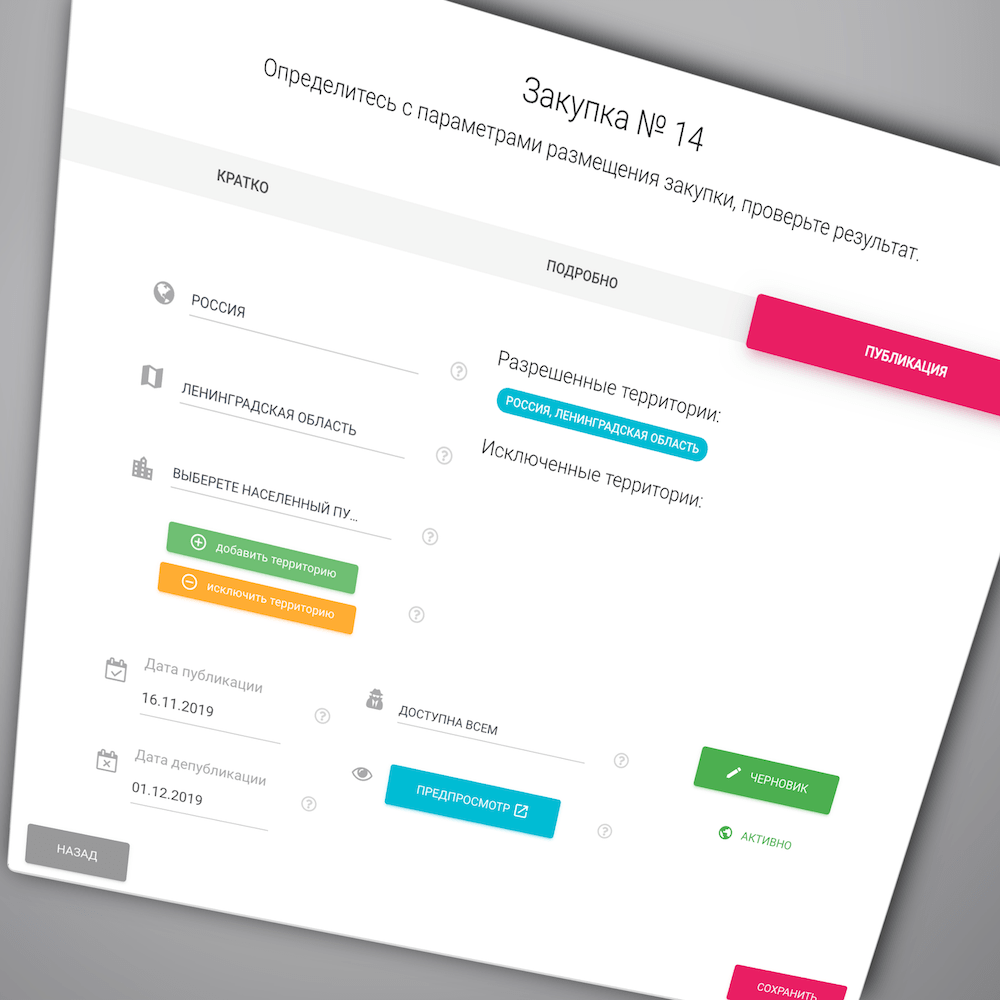 Закупка № 14
Определитесь с параметрами размещения закупки, проверьте результат.
КРАТКО
ПОДРОБНО
ПУБЛИКАЦИЯ
РОССИЯ
ЛЕНИНГРАДСКАЯ ОБЛАСТЬ
ВЫБЕРЕТЕ НАСЕЛЕННЫЙ ПУ...
добавить территорию
исключить территорию
Разрешенные территории:
РОССИЯ, ЛЕНИНГРАДСКАЯ ОБЛАСТЬ
Исключенные территории:
Дата публикации
16.11.2019
Дата депубликации
01.12.2019
ДОСТУПНА ВСЕМ
ПРЕДПРОСМОТР
ЧЕРНОВИК
АКТИВНО
НАЗАД
СОХРАНИТЬ